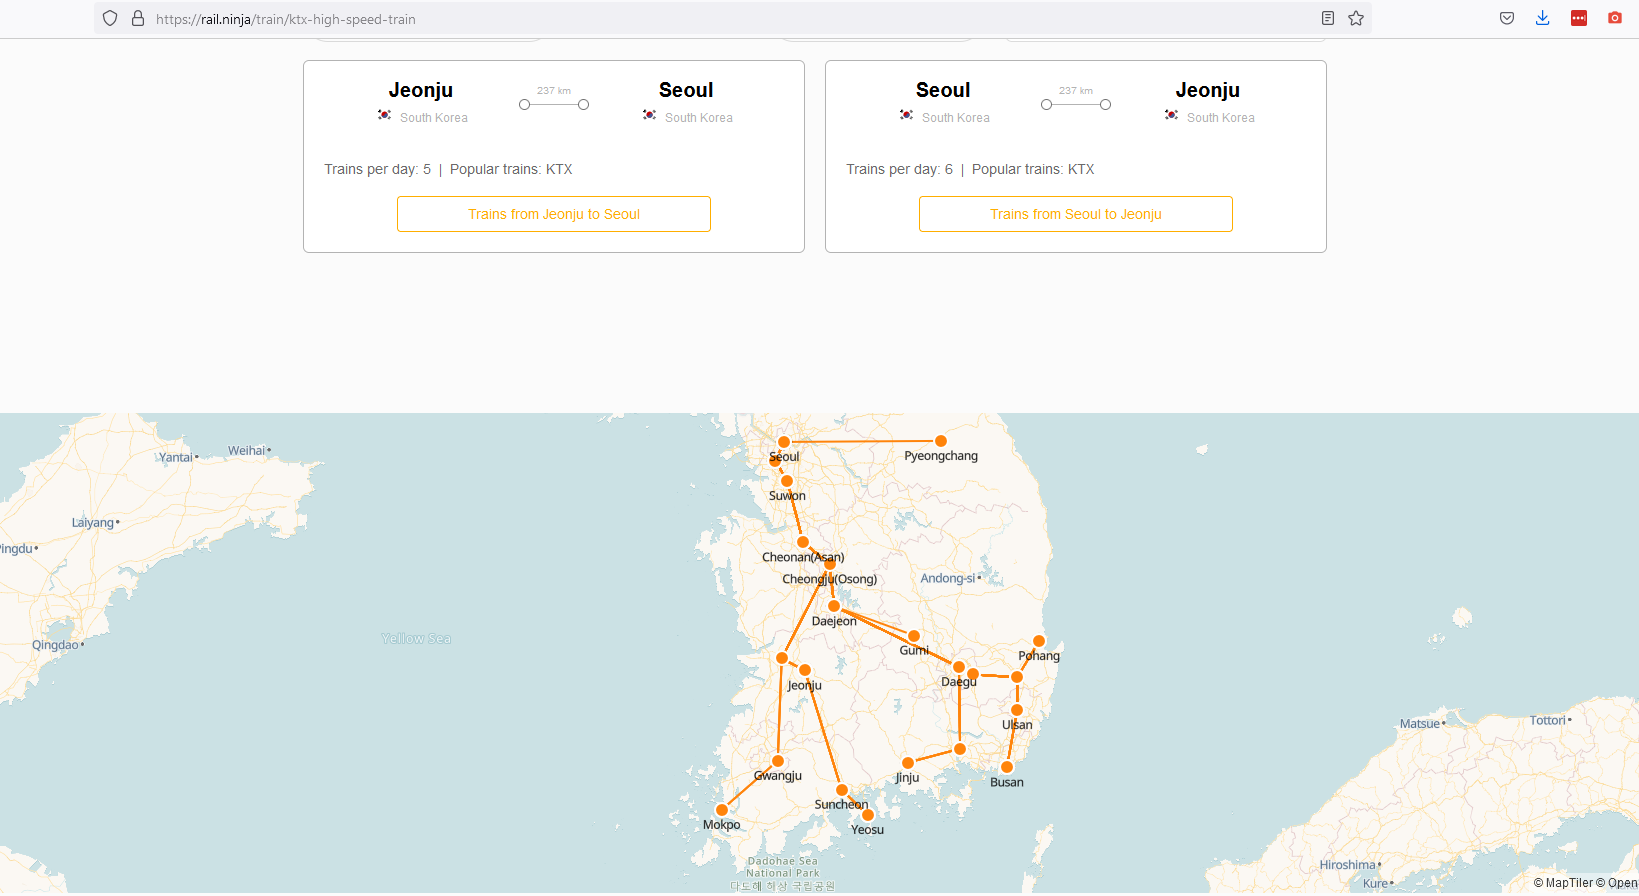 https://rail.ninja/train/ktx-high-speed-train
Jeonju
237 km
Seoul
South Korea
South Korea
Trains per day: 5 | Popular trains: KTX
Trains from Jeonju to Seoul
Seoul
237 km
Jeonju
South Korea
South Korea
Trains per day: 6 | Popular trains: KTX
Trains from Seoul to Jeonju
Weihai
Yantai
Seoul
Pyeongchang
Suwon
Laiyang
Pingdu
Cheonan(Asan)
Cheongju(Osong)
Andong-si
Daejeon
Qingdao
Yellow Sea
Gumi
Pohang
Daegu
Jeonju
Ulsan
Matsue
Tottori
Gwangju
Jinju
Busan
Suncheon
Mokpo
Yeosu
Dadohae Sea
National Park
다도해 해상 국립공원
Hiroshima
Kure
© MapTiler © Open